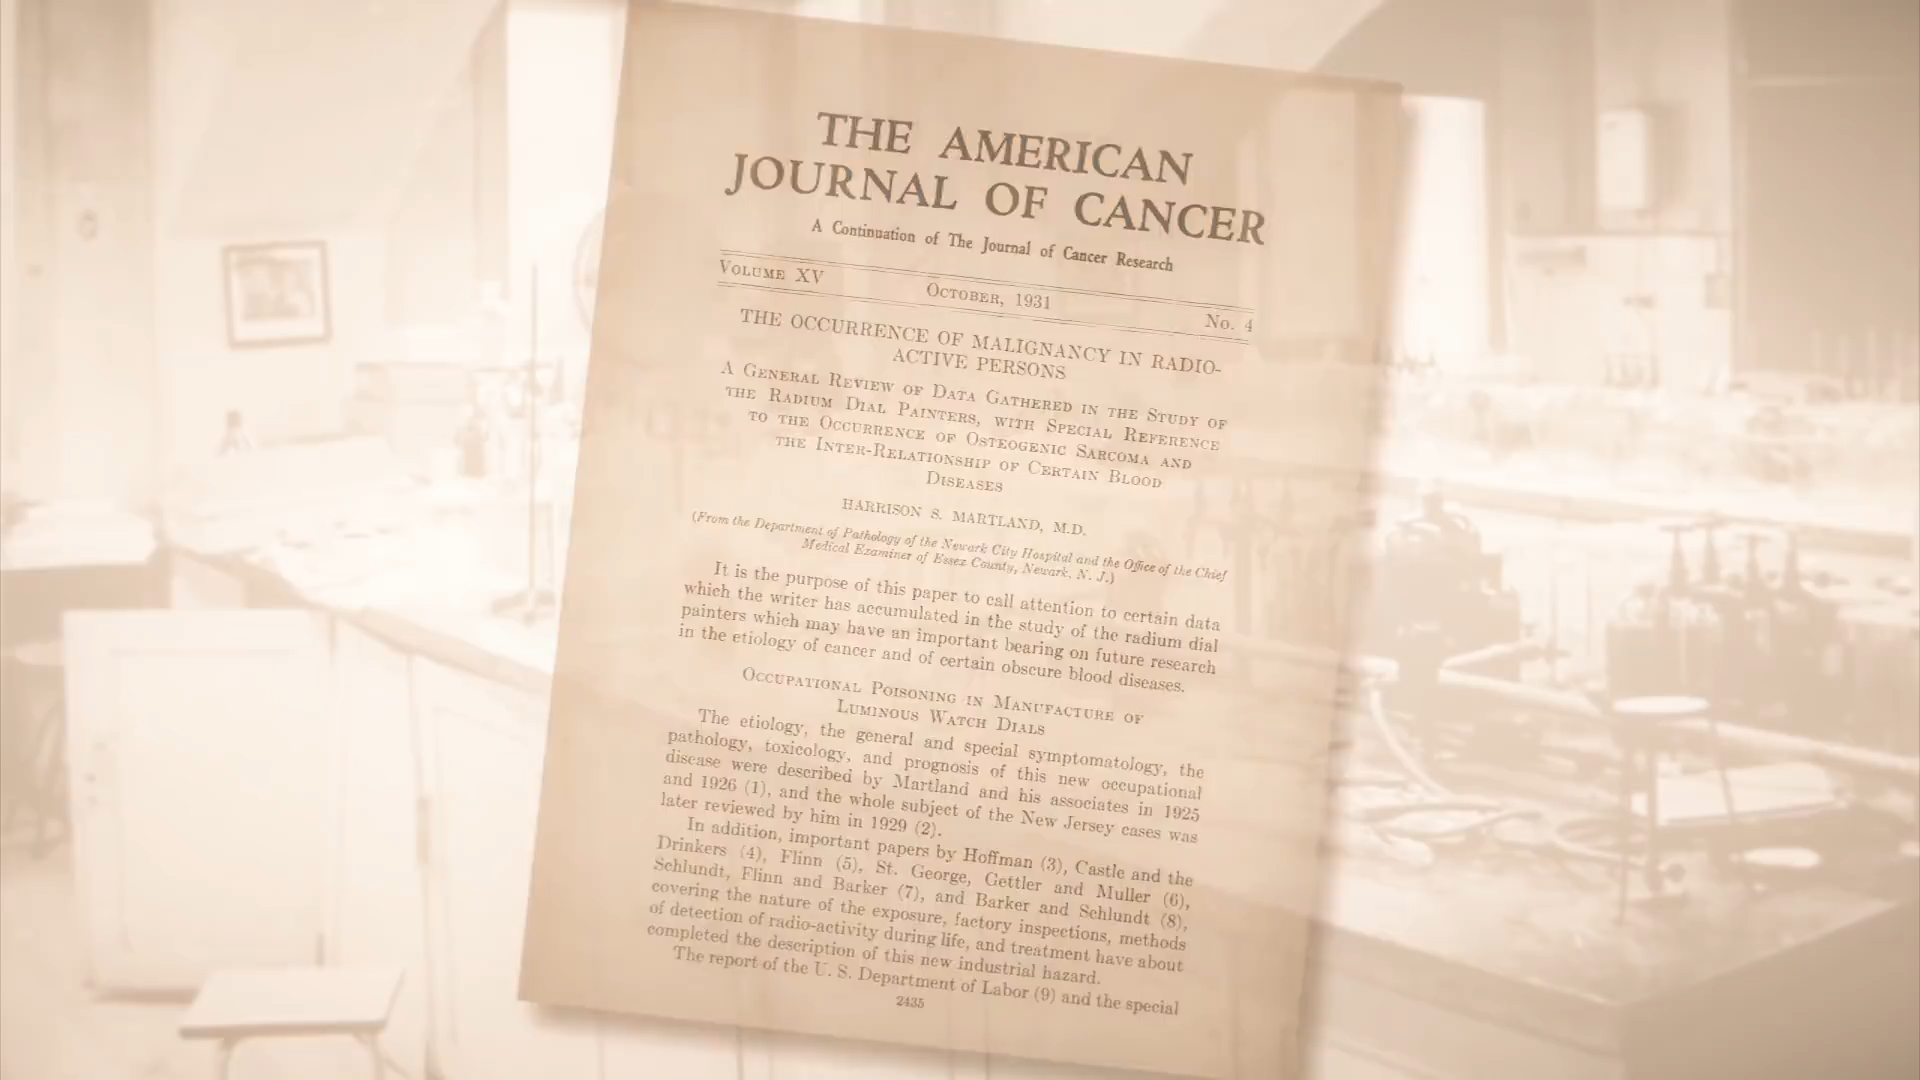 THE AMERICAN
JOURNAL OF CANCER
A Continuation of The Journal of Cancer Research
VOLUME XV OCTOBER, 1931 No. 4
THE OCCURRENCE OF MALIGNANCY IN RADIO-
ACTIVE PERSONS
A GENERAL REVIEW OF DATA GATHERED IN THE STUDY OF
THE RADIUM DIAL PAINTERS, WITH SPECIAL REFERENCE
TO THE OCCURRENCE OF OSTEOGENIC SARCOMA AND
THE INTER-RELATIONSHIP OF CERTAIN BLOOD
DISEASES
HARRISON S. MARTLAND, M.D.
(From the Department of Pathology of the Newark City Hospital and the Office of the Chief
Medical Examiner of Essex County, Newark, N. J.)
It is the purpose of this paper to call attention to certain data
which the writer has accumulated in the study of the radium dial
painters which may have an important bearing on future research
in the etiology of cancer and of certain obscure blood diseases.
OCCUPATIONAL POISONING IN MANUFACTURE OF
LUMINOUS WATCH DIALS
The etiology, the general and special symptomatology, the
pathology, toxicology, and prognosis of this new occupational
disease were described by Martland and his associates in 1925
and 1926 (1), and the whole subject of the New Jersey cases was
later reviewed by him in 1929 (2).
In addition, important papers by Hoffman (3), Castle and the
Drinkers (4), Flinn (5), St. George, Gettler and Muller (6),
Schlundt, Flinn and Barker (7), and Barker and Schlundt (8),
covering the nature of the exposure, factory inspections, methods
of detection of radio-activity during life, and treatment have about
completed the description of this new industrial hazard.
The report of the U. S. Department of Labor (9) and the special
2435